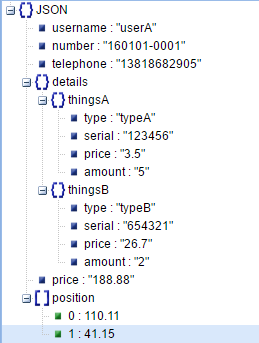 JSON
username : "userA"
number : "160101-0001"
telephone : "13818682905"
details
thingsA
type : "typeA"
serial : "123456"
price : "3.5"
amount : "5"
thingsB
type : "typeB"
serial : "654321"
price : "26.7"
amount : "2"
price : "188.88"
position
0 : 110.11
1 : 41.15